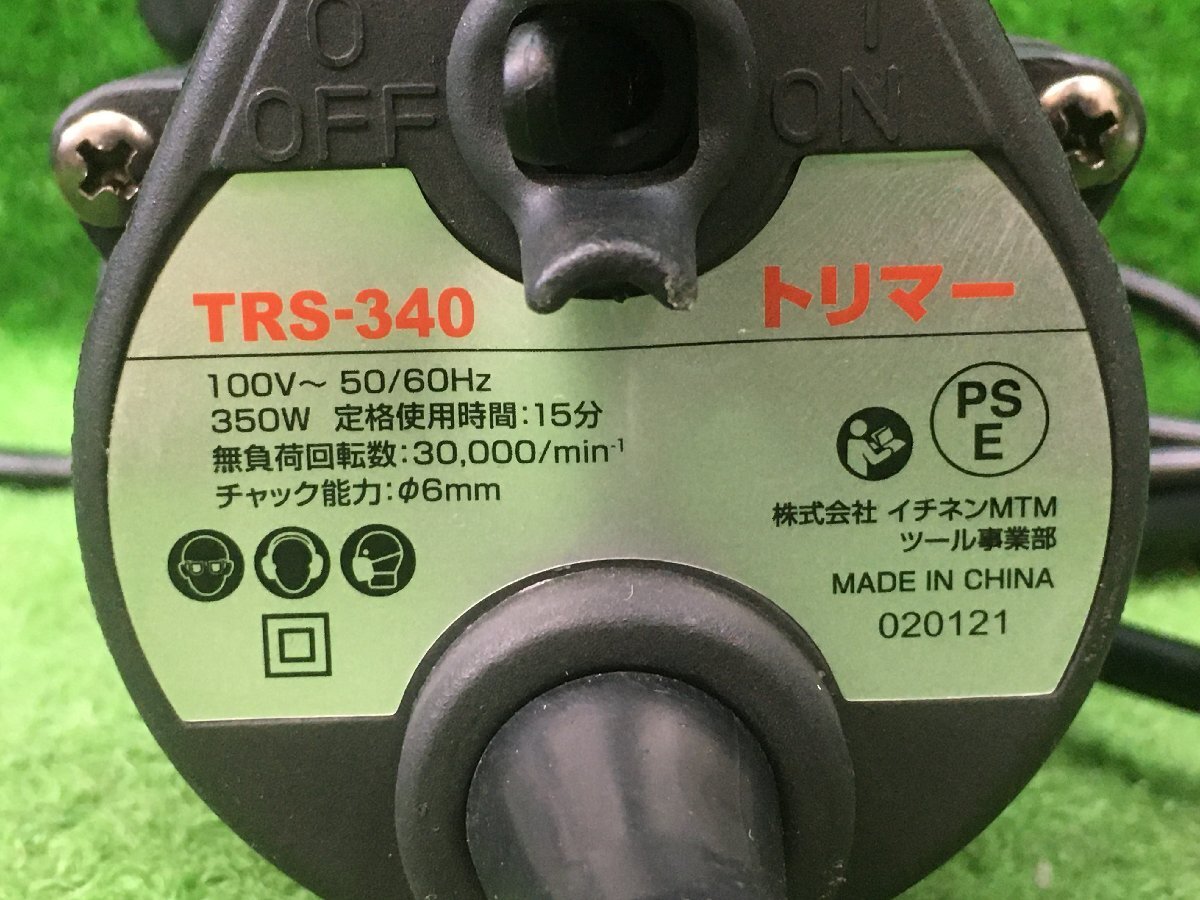 O I
OFF ON
TRS-340 トリマー
100V～ 50/60Hz
350W 定格使用時間:15分
無負荷回転数:30,000/min⁻¹
チャック能力:Φ6mm
PS
E
株式会社 イチネンMTM
ツール事業部
MADE IN CHINA
020121